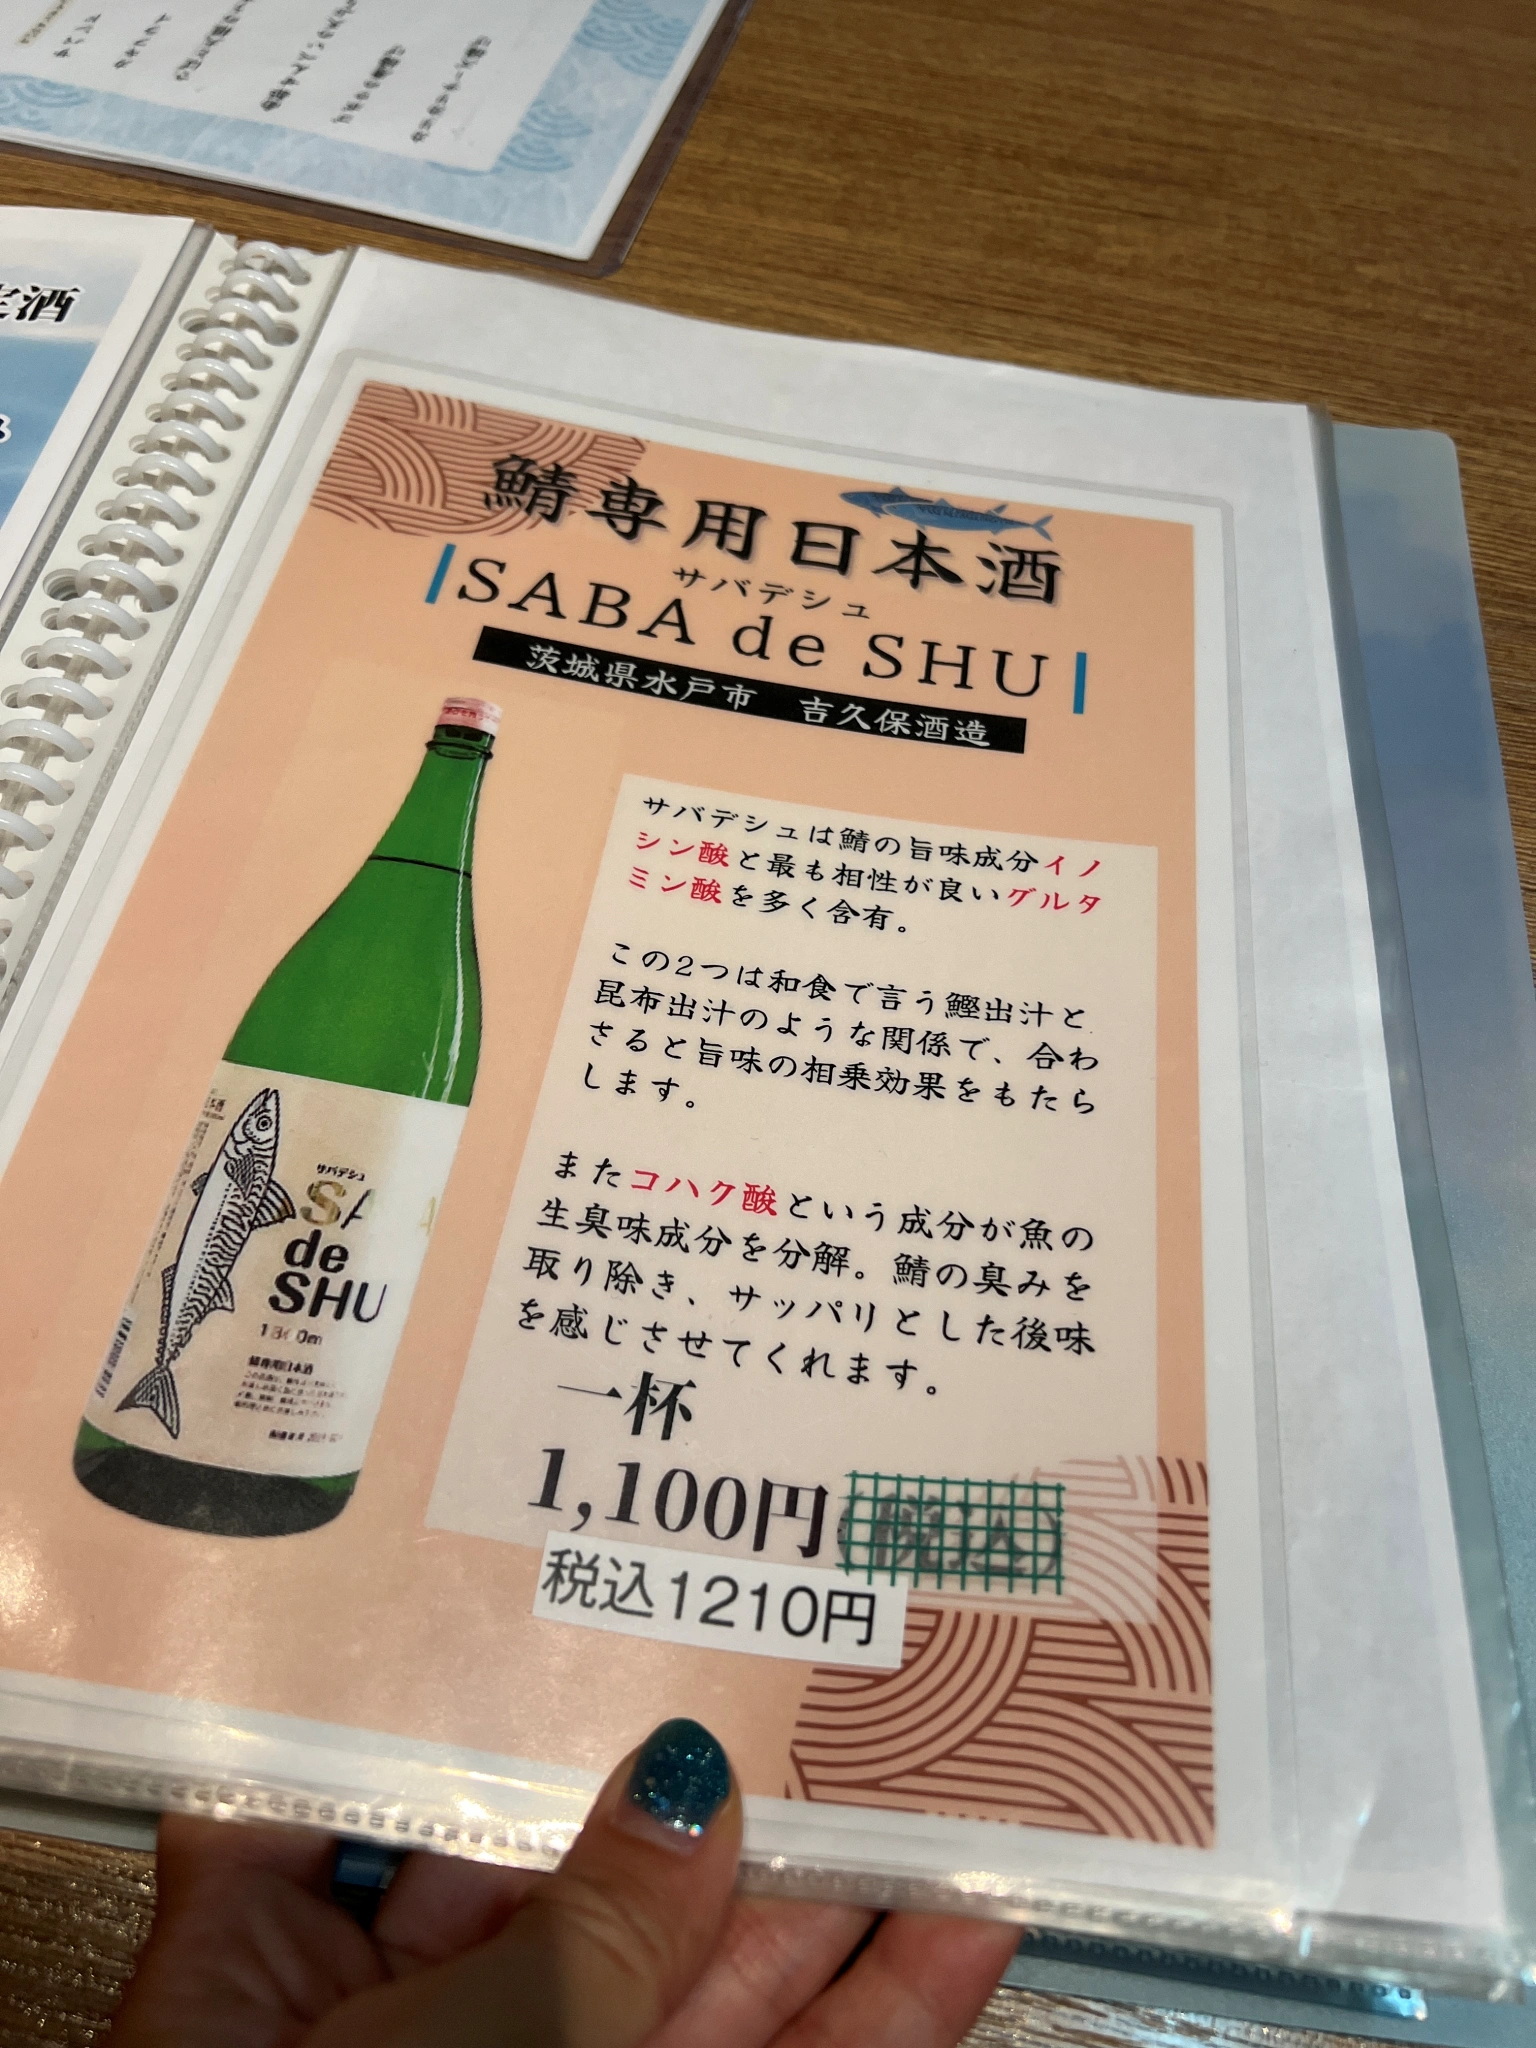 定酒
鯖専用日本酒
サバデシュ
SABA de SHU
茨城県水戸市 吉久保酒造
サバデシュは鯖の旨味成分イノ
シン酸と最も相性が良いグルタ
ミン酸を多く含有。
この2つは和食で言う鰹出汁と
昆布出汁のような関係で、合わ
さると旨味の相乗効果をもたら
します。
またコハク酸という成分が魚の
生臭味成分を分解。鯖の臭みを
取り除き、サッパリとした後味
を感じさせてくれます。
一杯
1,100円(税込)
税込1210円
サバデシュ
SA A
de
SHU
鯖専用日本酒